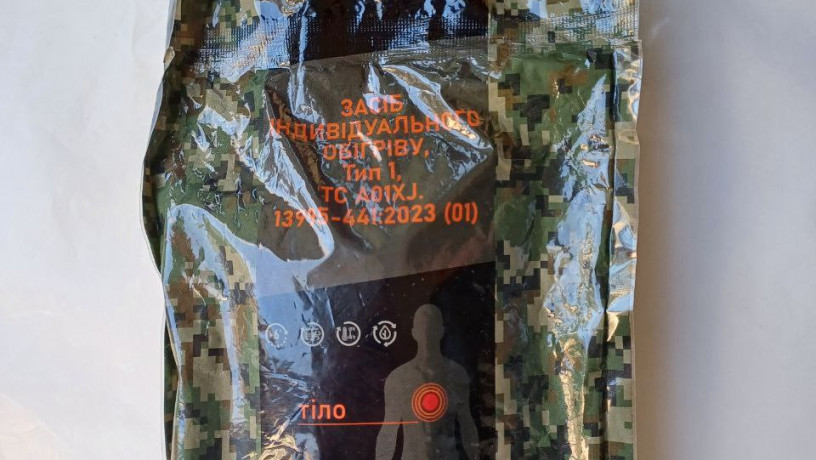 ЗАСІБ
ІНДИВІДУАЛЬНОГО
ОБІГРІВУ,
Тип 1,
ТС А01XJ.
13995-441:2023 (01)
тіло